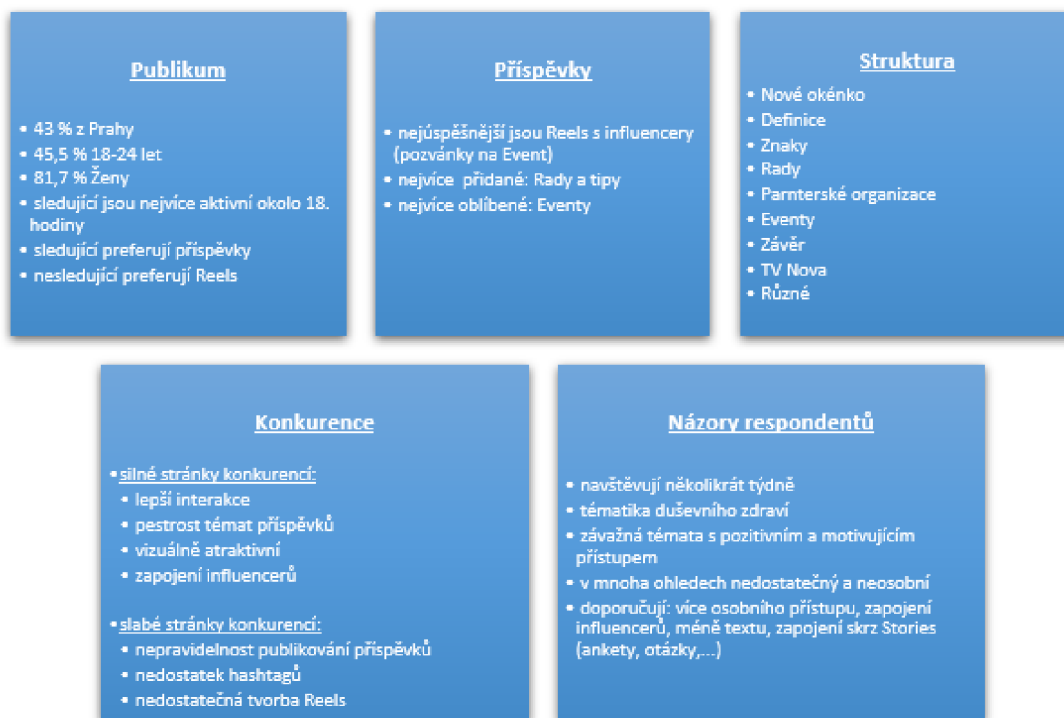 Publikum
• 43 % z Prahy
• 45,5 % 18-24 let
• 81,7 % Ženy
• sledující jsou nejvíce aktivní okolo 18.
hodiny
• sledující preferují příspěvky
• nesledující preferují Reels
Příspěvky
• nejúspěšnější jsou Reels s influencery
(pozvánky na Event)
• nejvíce přidané: Rady a tipy
• nejvíce oblíbené: Eventy
Struktura
• Nové okénko
• Definice
• Znaky
• Rady
• Parnterské organizace
• Eventy
• Závěr
• TV Nova
• Různé
Konkurence
• silné stránky konkurencí:
• lepší interakce
• pestrost témat příspěvků
• vizuálně atraktivní
• zapojení influencerů
• slabé stránky konkurencí:
• nepravidelnost publikování příspěvků
• nedostatek hashtagů
• nedostatečná tvorba Reels
Názory respondentů
• navštěvují několikrát týdně
• tématika duševního zdraví
• závažná témata s pozitivním a motivujícím
přístupem
• v mnoha ohledech nedostatečný a neosobní
• doporučují: více osobního přístupu, zapojení
influencerů, méně textu, zapojení skrz Stories
(ankety, otázky,...)